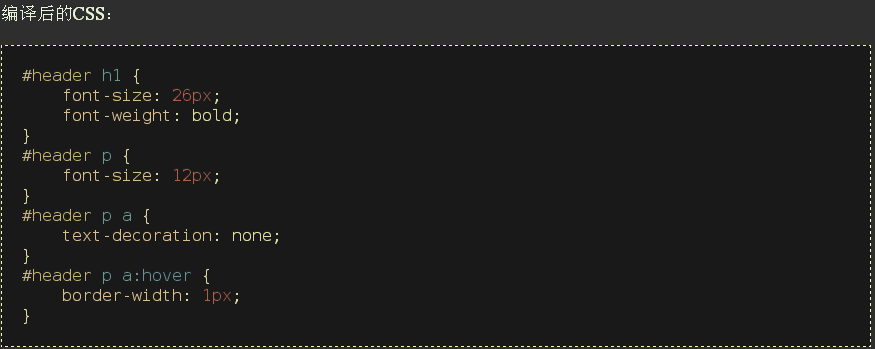 编译后的CSS：
#header h1 {
    font-size: 26px;
    font-weight: bold;
}
#header p {
    font-size: 12px;
}
#header p a {
    text-decoration: none;
}
#header p a:hover {
    border-width: 1px;
}